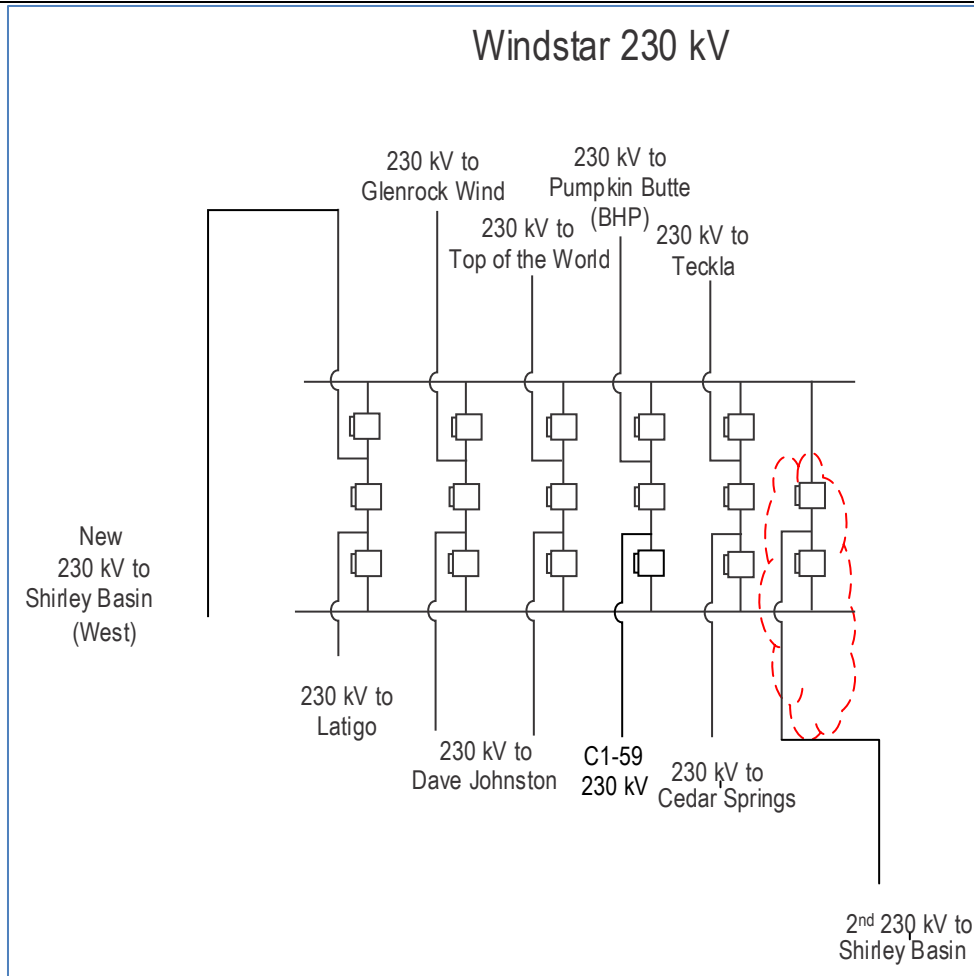 Windstar 230 kV
230 kV to
Glenrock Wind
230 kV to
Top of the World
230 kV to
Pumpkin Butte
(BHP)
230 kV to
Teckla
New
230 kV to
Shirley Basin
(West)
230 kV to
Latigo
230 kV to
Dave Johnston
C1-59
230 kV
230 kV to
Cedar Springs
2nd 230 kV to
Shirley Basin